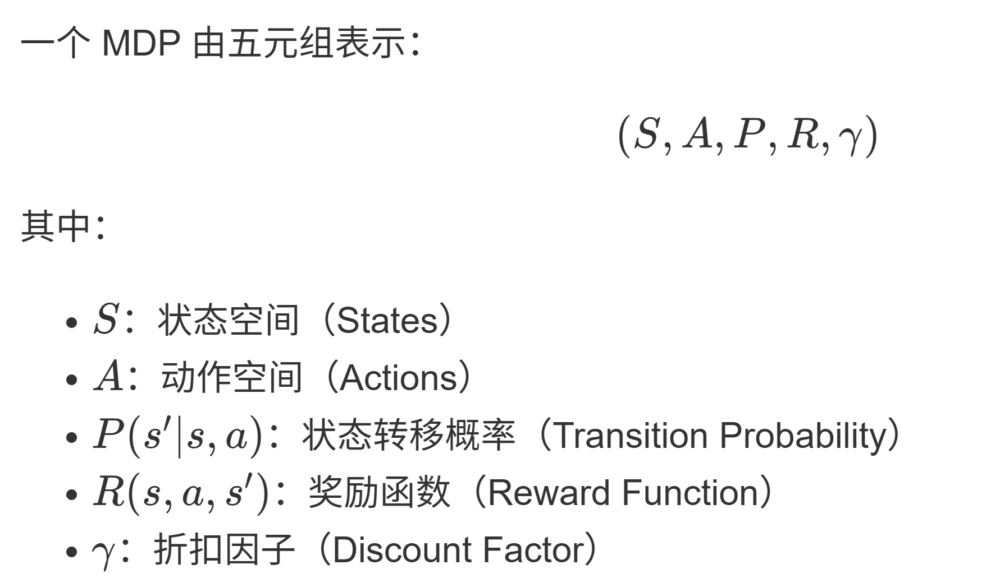 一个 MDP 由五元组表示：
(S, A, P, R, γ)
其中：
• S：状态空间（States）
• A：动作空间（Actions）
• P(s′|s, a)：状态转移概率（Transition Probability）
• R(s, a, s′)：奖励函数（Reward Function）
• γ：折扣因子（Discount Factor）